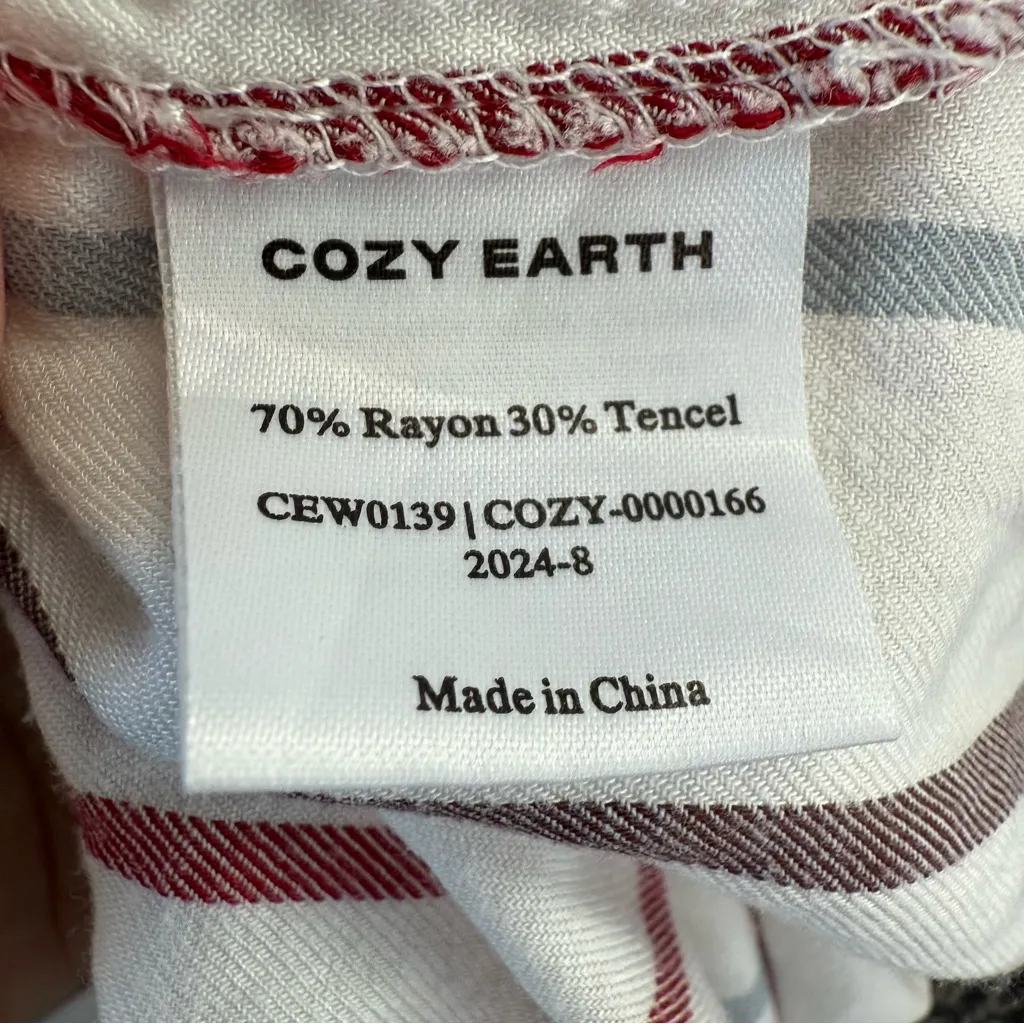 COZY EARTH
70% Rayon 30% Tencel
CEW0139|COZY-0000166
2024-8
Made in China